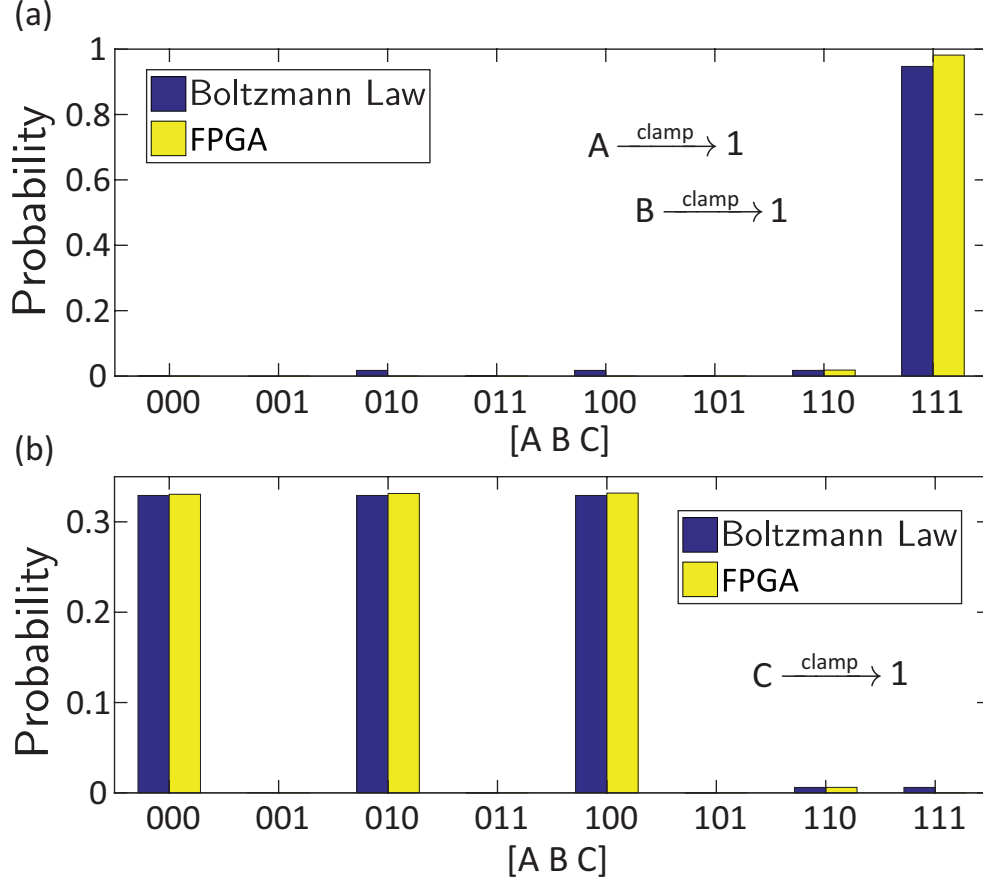 (a)
Probability
1
0.8
0.6
0.4
0.2
0
Boltzmann Law
FPGA
A clamp 1
B clamp 1
000 001 010 011 100 101 110 111
[A B C]
(b)
Probability
0.3
0.2
0.1
0
Boltzmann Law
FPGA
C clamp 1
000 001 010 011 100 101 110 111
[A B C]